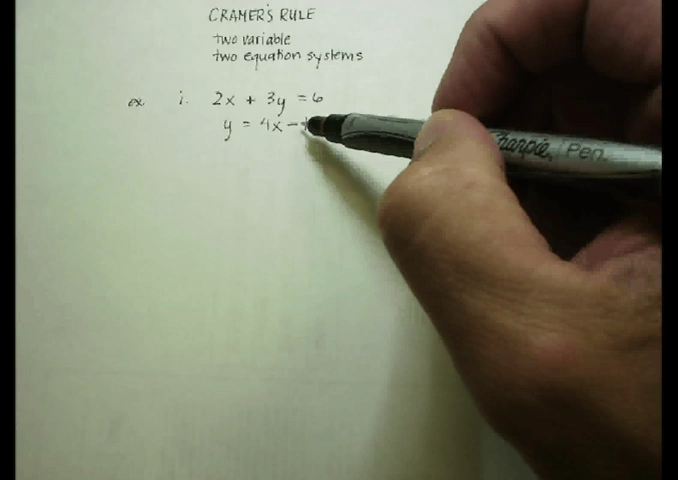 CRAMER'S RULE
two variable
two equation systems
ex i. 2x + 3y = 6
y = 4x -
Sharpie Pen.